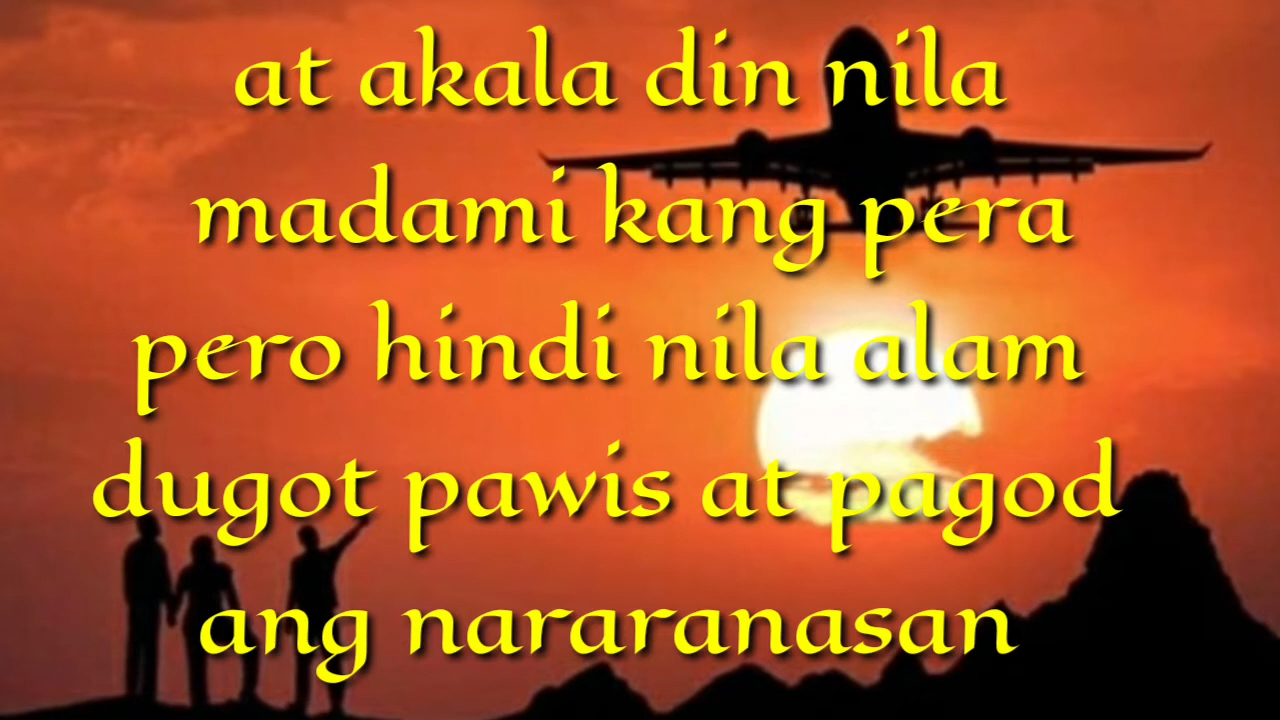 at akala din nila
madami kang pera
pero hindi nila alam
dugot pawis at pagod
ang nararanasan